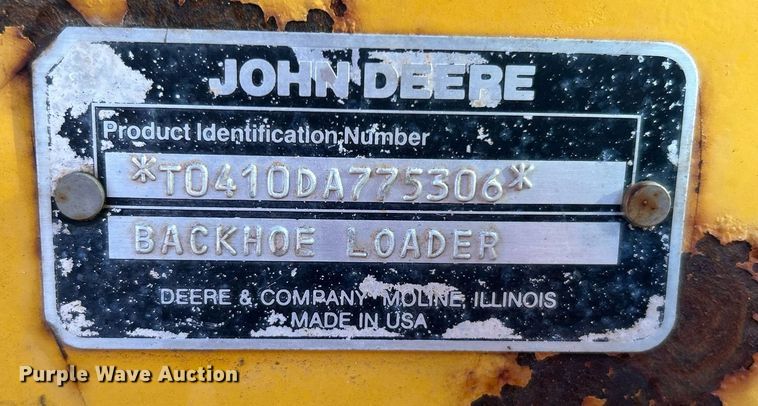 JOHN DEERE
Product Identification Number
*T0410DA775306*
BACKHOE LOADER
DEERE & COMPANY MOLINE ILLINOIS
MADE IN USA
Purple Wave Auction